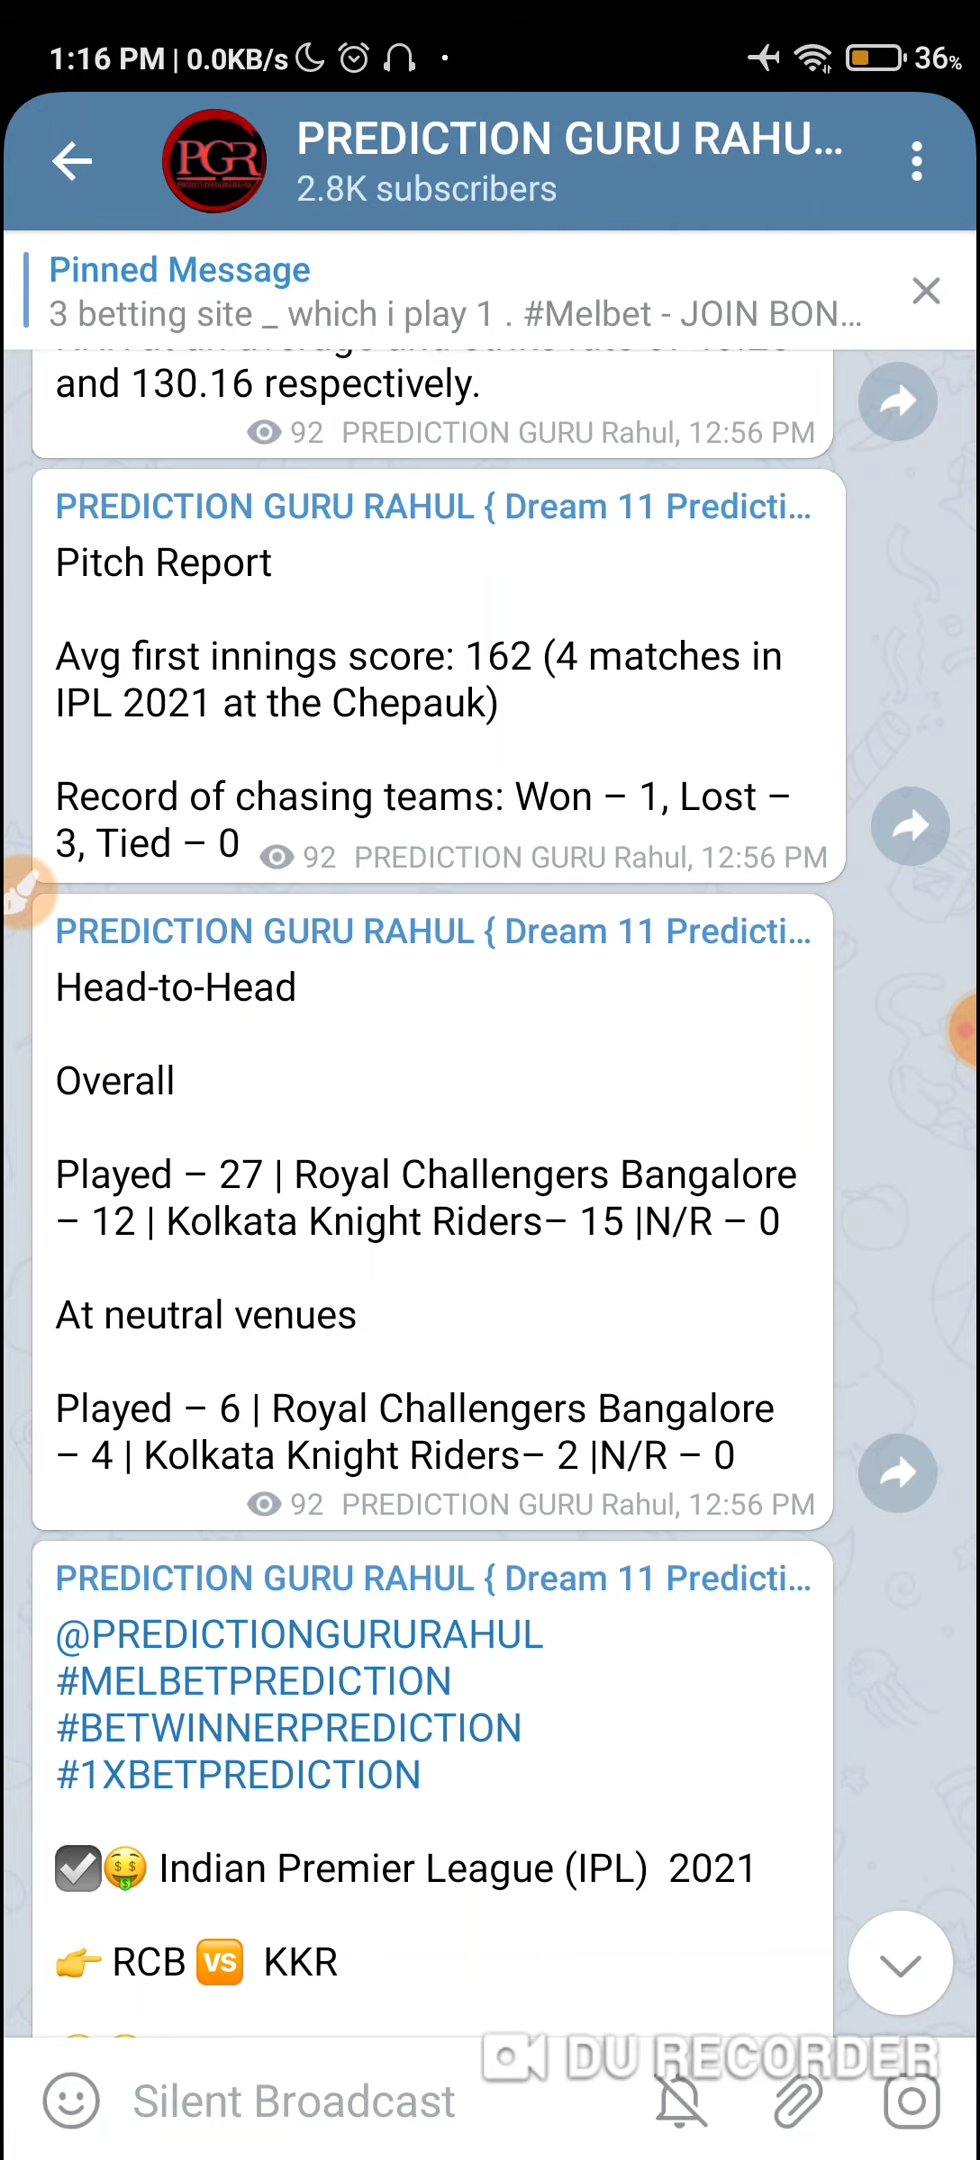 1:16 PM | 0.0KB/s
36%
PGR
PREDICTION GURU RAHU...
2.8K subscribers
Pinned Message
3 betting site _ which i play 1 . #Melbet - JOIN BON...
and 130.16 respectively.
92 PREDICTION GURU Rahul, 12:56 PM
PREDICTION GURU RAHUL { Dream 11 Predicti...
Pitch Report
Avg first innings score: 162 (4 matches in
IPL 2021 at the Chepauk)
Record of chasing teams: Won – 1, Lost –
3, Tied – 0 92 PREDICTION GURU Rahul, 12:56 PM
PREDICTION GURU RAHUL { Dream 11 Predicti...
Head-to-Head
Overall
Played – 27 | Royal Challengers Bangalore
– 12 | Kolkata Knight Riders– 15 |N/R – 0
At neutral venues
Played – 6 | Royal Challengers Bangalore
– 4 | Kolkata Knight Riders– 2 |N/R – 0
92 PREDICTION GURU Rahul, 12:56 PM
PREDICTION GURU RAHUL { Dream 11 Predicti...
@PREDICTIONGURURAHUL
#MELBETPREDICTION
#BETWINNERPREDICTION
#1XBETPREDICTION
☑️🤑 Indian Premier League (IPL) 2021
👉 RCB 🆚 KKR
DU RECORDER
Silent Broadcast